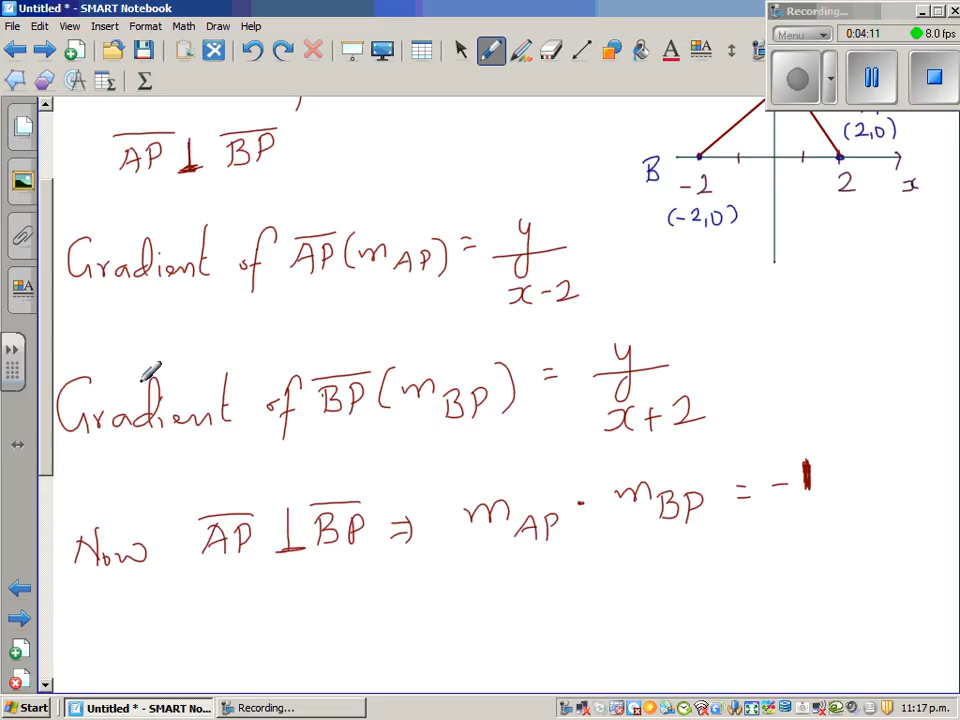 Untitled * - SMART Notebook
Recording...
File Edit View Insert Format Math Draw Help
Menu
0:04:11
8.0 fps
AP ⊥ BP
(2,0)
B
-2
2
x
(-2,0)
Gradient of AP (mAP) = y
x-2
Gradient of BP (mBP) = y
x+2
Now AP ⊥ BP ⇒ mAP · mBP = -1
Start
Untitled * - SMART No...
Recording...
11:17 p.m.